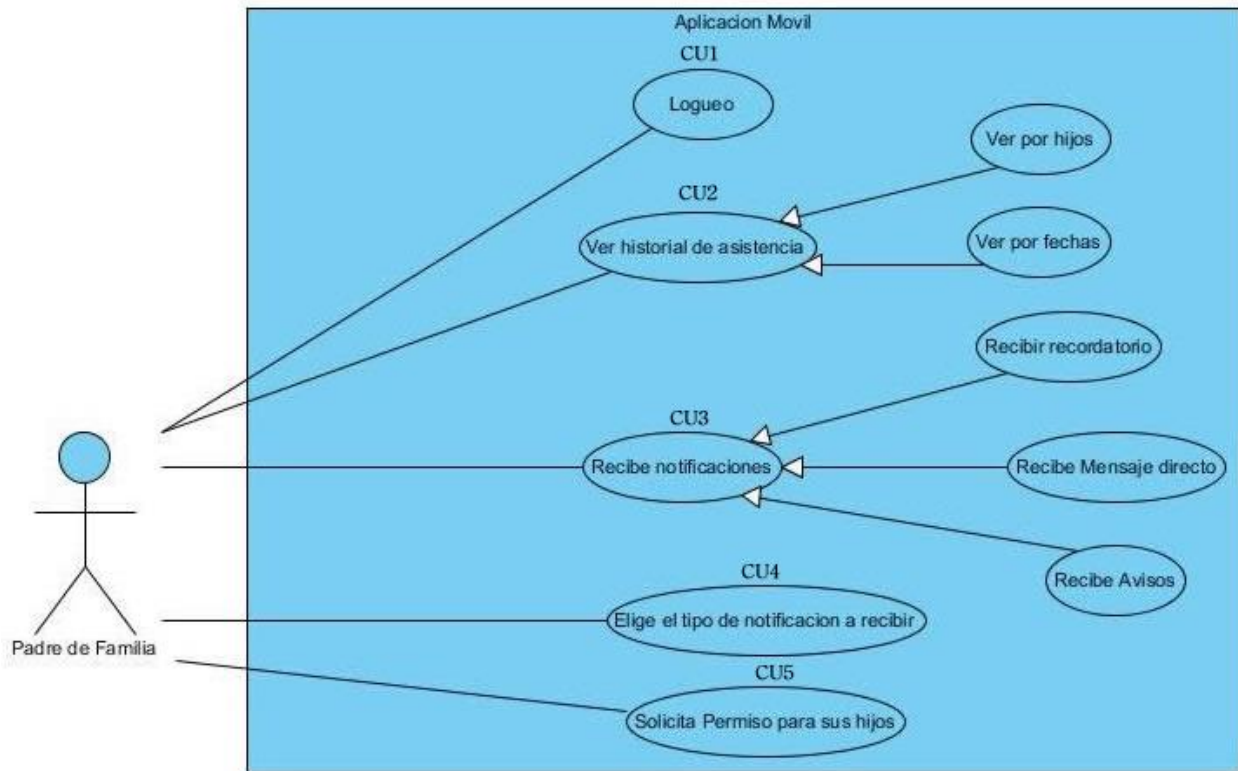 Aplicacion Movil
CU1
Logueo
Ver por hijos
CU2
Ver historial de asistencia
Ver por fechas
Recibir recordatorio
CU3
Recibe notificaciones
Recibe Mensaje directo
Recibe Avisos
CU4
Elige el tipo de notificacion a recibir
Padre de Familia
CU5
Solicita Permiso para sus hijos